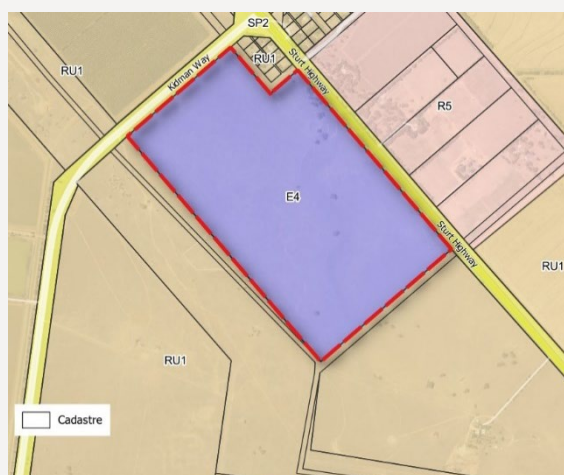 SP2
RU1
Kidman Way
RU1
Sturt Highway
R5
E4
Sturt Highway
RU1
RU1
Cadastre